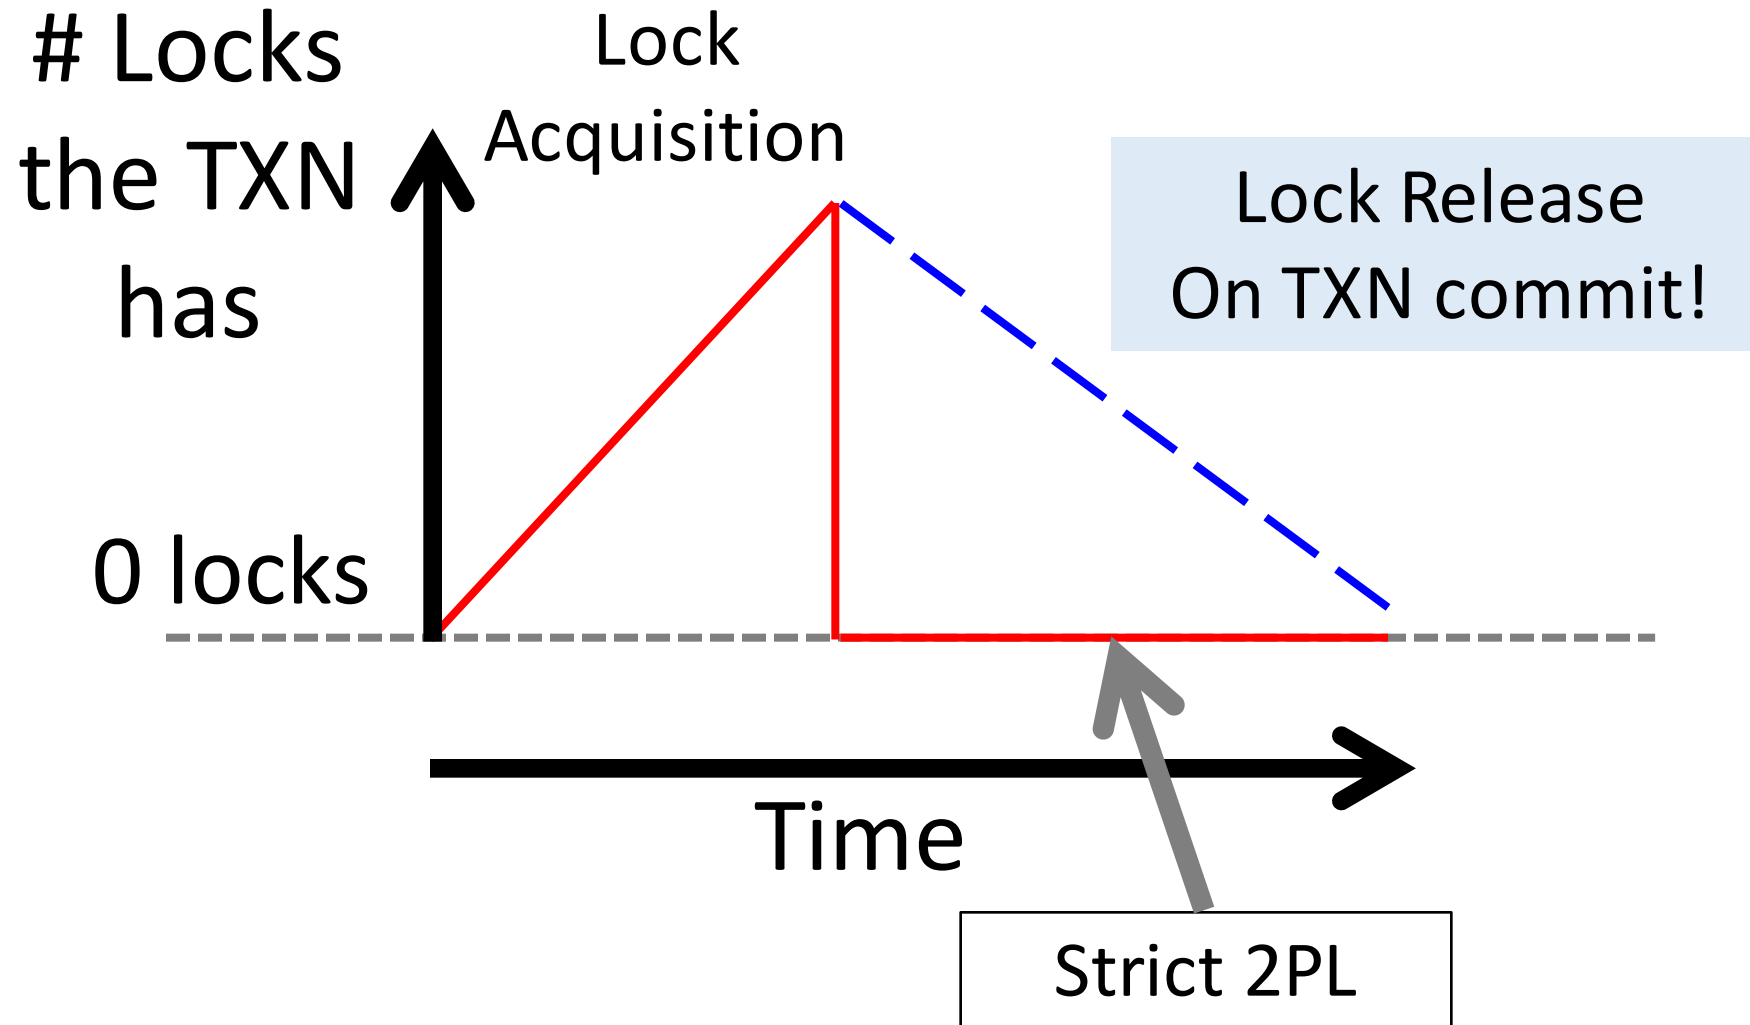 # Locks
the TXN
has
Lock
Acquisition
Lock Release
On TXN commit!
0 locks
Time
Strict 2PL